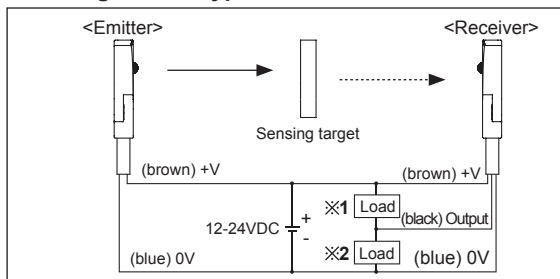 <Emitter>
<Receiver>
Sensing target
(brown) +V
(brown) +V
※1 Load
(black) Output
12-24VDC
+
-
※2 Load
(blue) 0V
(blue) 0V